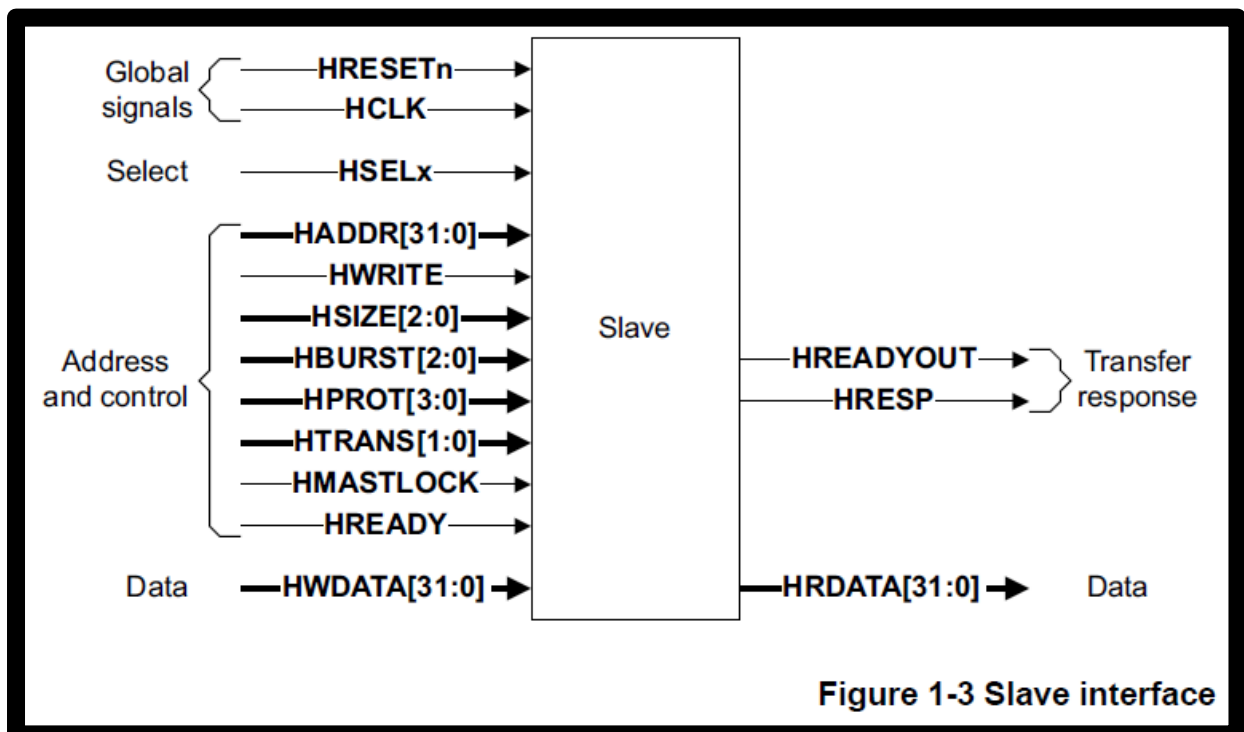 Global
signals
HRESETn
HCLK
Select
HSELx
Address
and control
HADDR[31:0]
HWRITE
HSIZE[2:0]
HBURST[2:0]
HPROT[3:0]
HTRANS[1:0]
HMASTLOCK
HREADY
Data
HWDATA[31:0]
Slave
HREADYOUT
HRESP
Transfer
response
HRDATA[31:0]
Data
Figure 1-3 Slave interface